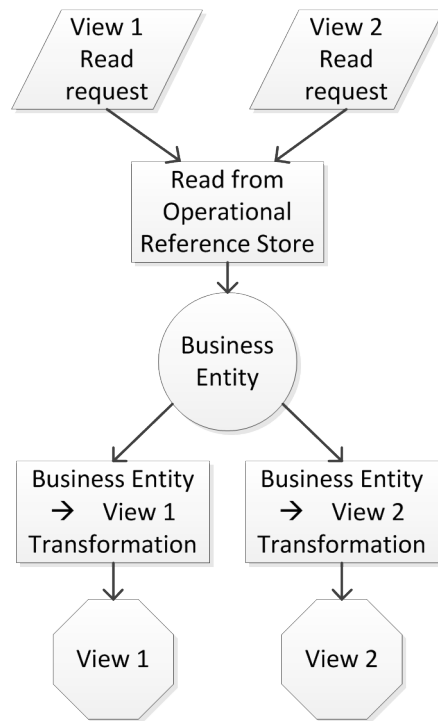 View 1
Read
request
View 2
Read
request
Read from
Operational
Reference Store
Business
Entity
Business Entity
→ View 1
Transformation
Business Entity
→ View 2
Transformation
View 1
View 2